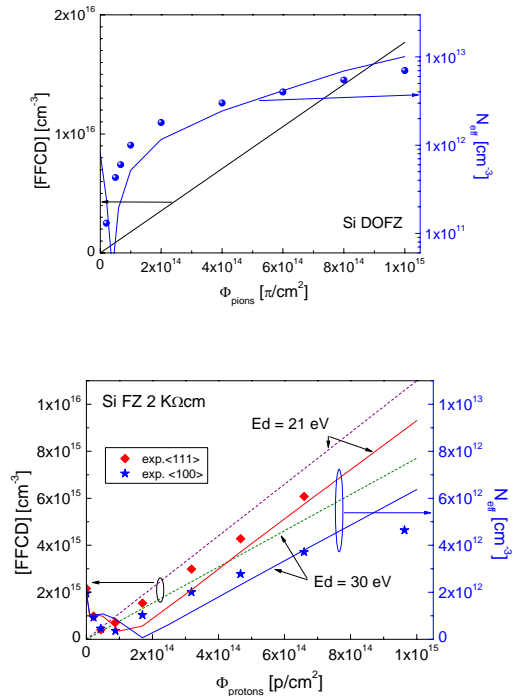 2x10^16
1x10^16
0
[FFCD] [cm^-3]
1x10^13
1x10^12
1x10^11
N_eff [cm^-3]
Si DOFZ
0 2x10^14 4x10^14 6x10^14 8x10^14 1x10^15
Φ_pions [π/cm^2]
Si FZ 2 KΩcm
1x10^16
8x10^15
6x10^15
4x10^15
2x10^15
0
[FFCD] [cm^-3]
exp.<111>
exp.<100>
Ed = 21 eV
Ed = 30 eV
1x10^13
8x10^12
6x10^12
4x10^12
2x10^12
0
N_eff [cm^-3]
0 2x10^14 4x10^14 6x10^14 8x10^14 1x10^15
Φ_protons [p/cm^2]